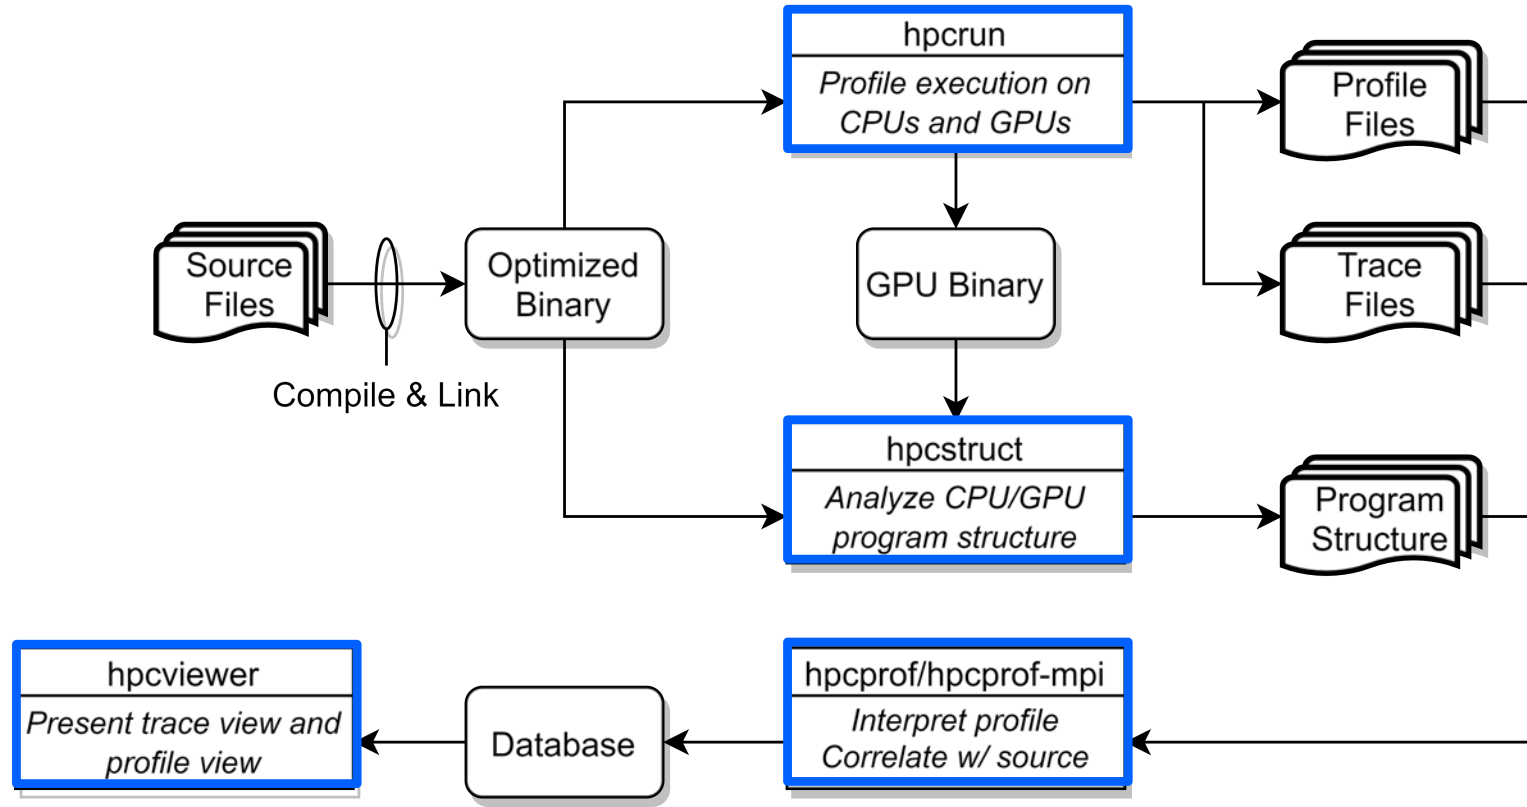 hpcrun
Profile execution on
CPUs and GPUs
Profile
Files
Source
Files
Optimized
Binary
GPU Binary
Trace
Files
Compile & Link
hpcstruct
Analyze CPU/GPU
program structure
Program
Structure
hpcviewer
Present trace view and
profile view
Database
hpcprof/hpcprof-mpi
Interpret profile
Correlate w/ source